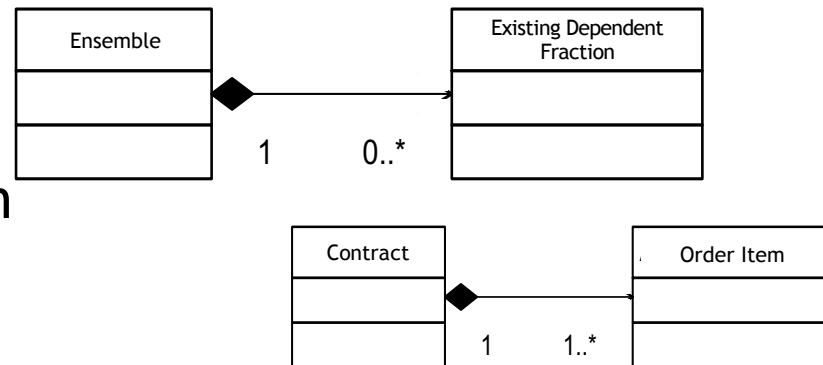 Ensemble
Existing Dependent
Fraction
1
0..*
n
Contract
Order Item
1
1..*